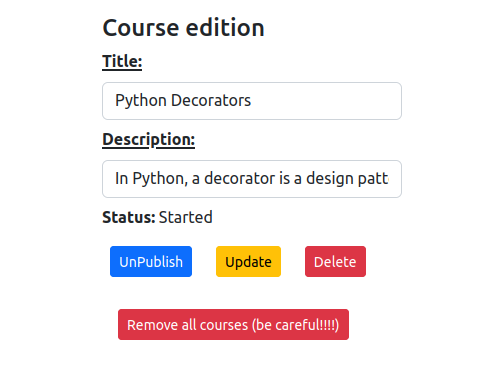 Course edition
Title:
Python Decorators
Description:
In Python, a decorator is a design patt
Status: Started
UnPublish Update Delete
Remove all courses (be careful!!!!)